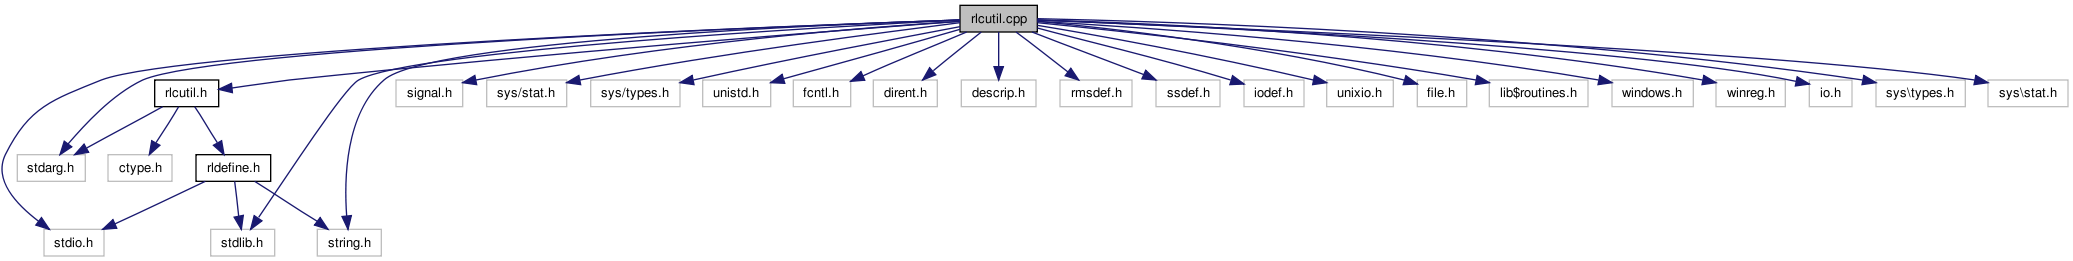 rlcutil.cpp
rlcutil.h
signal.h
sys/stat.h
sys/types.h
unistd.h
fcntl.h
dirent.h
descrip.h
rmsdef.h
ssdef.h
iodef.h
unixio.h
file.h
lib$routines.h
windows.h
winreg.h
io.h
sys\types.h
sys\stat.h
stdarg.h
ctype.h
rldefine.h
stdio.h
stdlib.h
string.h